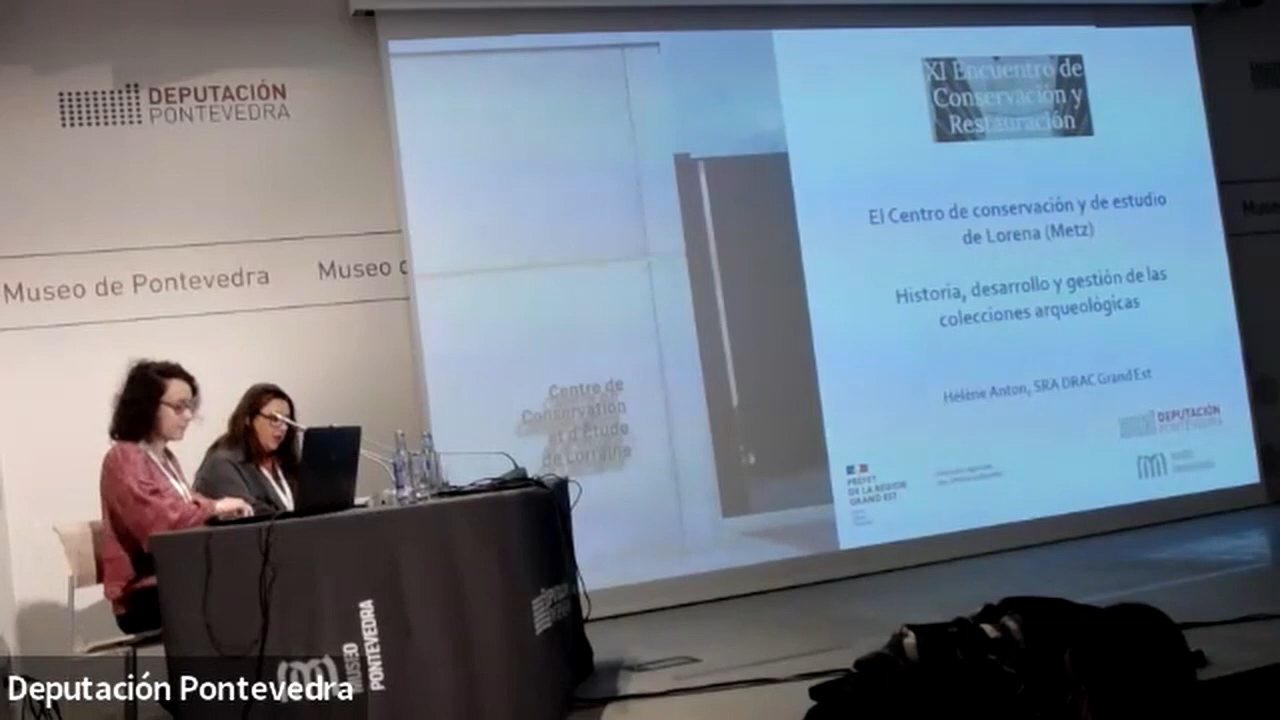 DEPUTACIÓN
PONTEVEDRA
Museo de Pontevedra
Museo d
XI Encuentro de
Conservación y
Restauración
El Centro de conservación y de estudio
de Lorena (Metz)
Historia, desarrollo y gestión de las
colecciones arqueológicas
Hélène Anton, SRA DRAC Grand Est
DEPUTACIÓN
PONTEVEDRA
PRÉFET
DE LA RÉGION
GRAND EST
Centre de
Conservation
et d'Étude
de Lorraine
MUSEO
PONTEVEDRA
Deputación Pontevedra